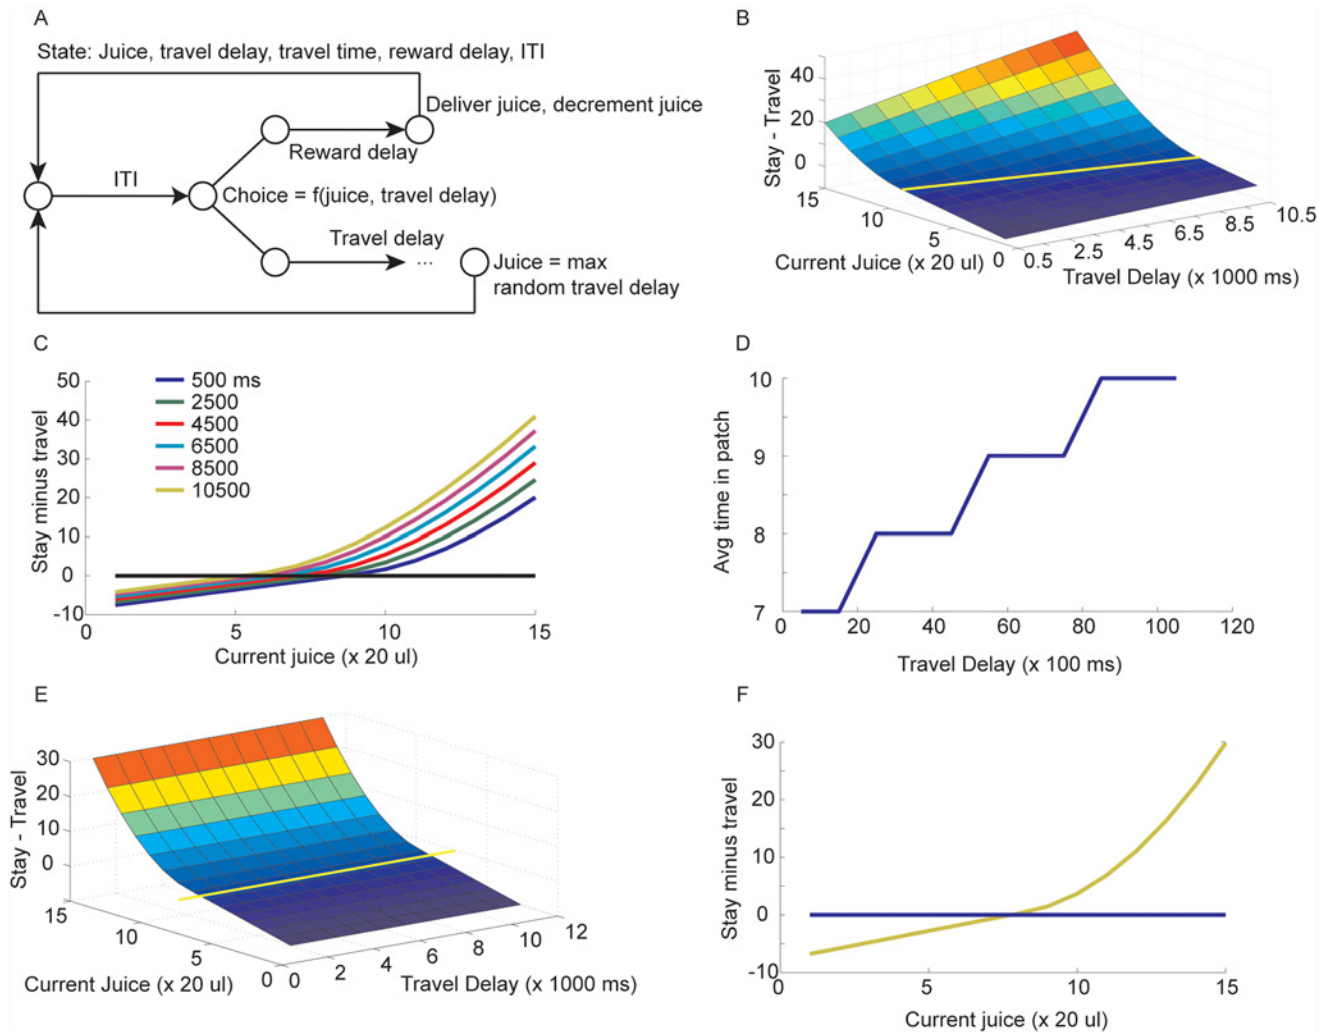 A
State: Juice, travel delay, travel time, reward delay, ITI
Deliver juice, decrement juice
Reward delay
ITI
Choice = f(juice, travel delay)
Travel delay
...
Juice = max
random travel delay
B
Stay - Travel
40
20
0
15
10
5
0
Current Juice (x 20 ul)
0.5
2.5
4.5
6.5
8.5
10.5
Travel Delay (x 1000 ms)
C
Stay minus travel
50
40
30
20
10
0
-10
500 ms
2500
4500
6500
8500
10500
0
5
10
15
Current juice (x 20 ul)
D
Avg time in patch
10
9
8
7
20
40
60
80
100
120
Travel Delay (x 100 ms)
E
Stay - Travel
30
20
10
0
15
10
5
0
Current Juice (x 20 ul)
0
2
4
6
8
10
12
Travel Delay (x 1000 ms)
F
Stay minus travel
30
20
10
0
-10
0
5
10
15
Current juice (x 20 ul)